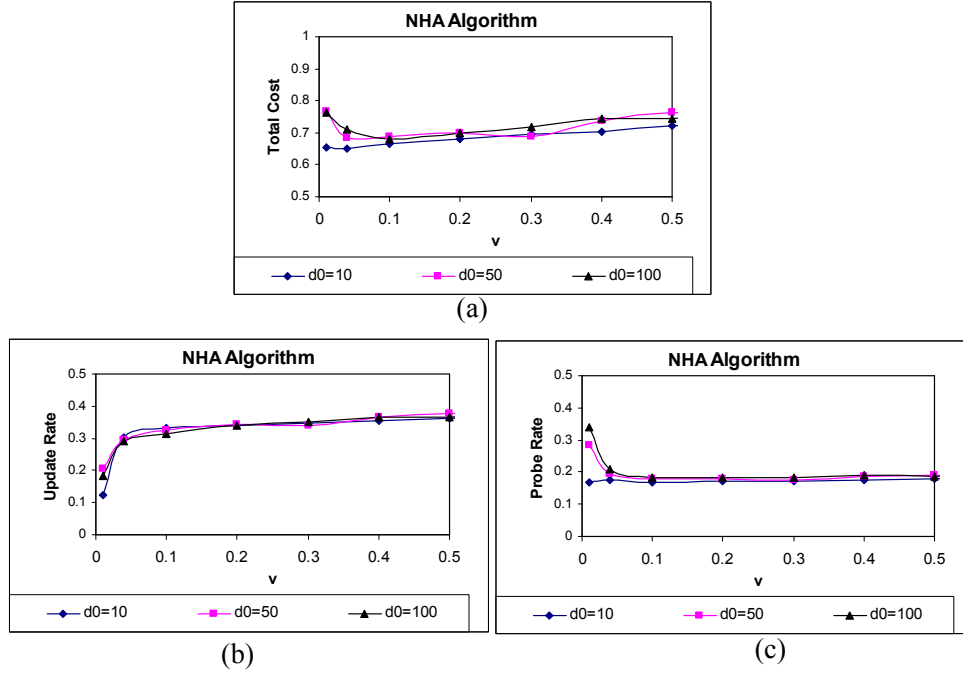 NHA Algorithm
Total Cost
1
0.9
0.8
0.7
0.6
0.5
0 0.1 0.2 0.3 0.4 0.5
v
d0=10 d0=50 d0=100
(a)
NHA Algorithm
Update Rate
0.5
0.4
0.3
0.2
0.1
0
0 0.1 0.2 0.3 0.4 0.5
v
d0=10 d0=50 d0=100
(b)
NHA Algorithm
Probe Rate
0.5
0.4
0.3
0.2
0.1
0
0 0.1 0.2 0.3 0.4 0.5
v
d0=10 d0=50 d0=100
(c)